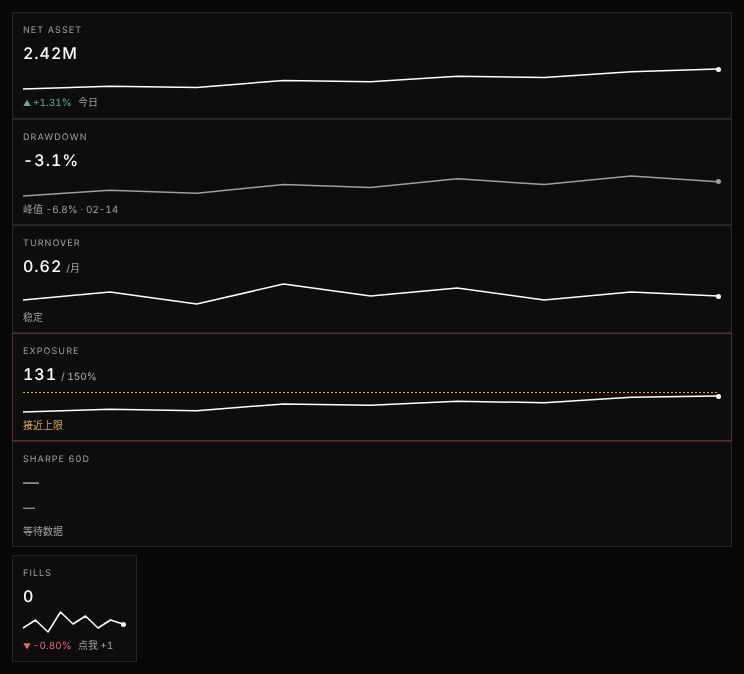 NET ASSET
2.42M
▲+1.31% 今日
DRAWDOWN
-3.1%
峰值 -6.8% · 02-14
TURNOVER
0.62 /月
稳定
EXPOSURE
131 / 150%
接近上限
SHARPE 60D
—
—
等待数据
FILLS
0
▼ -0.80% 点我 +1